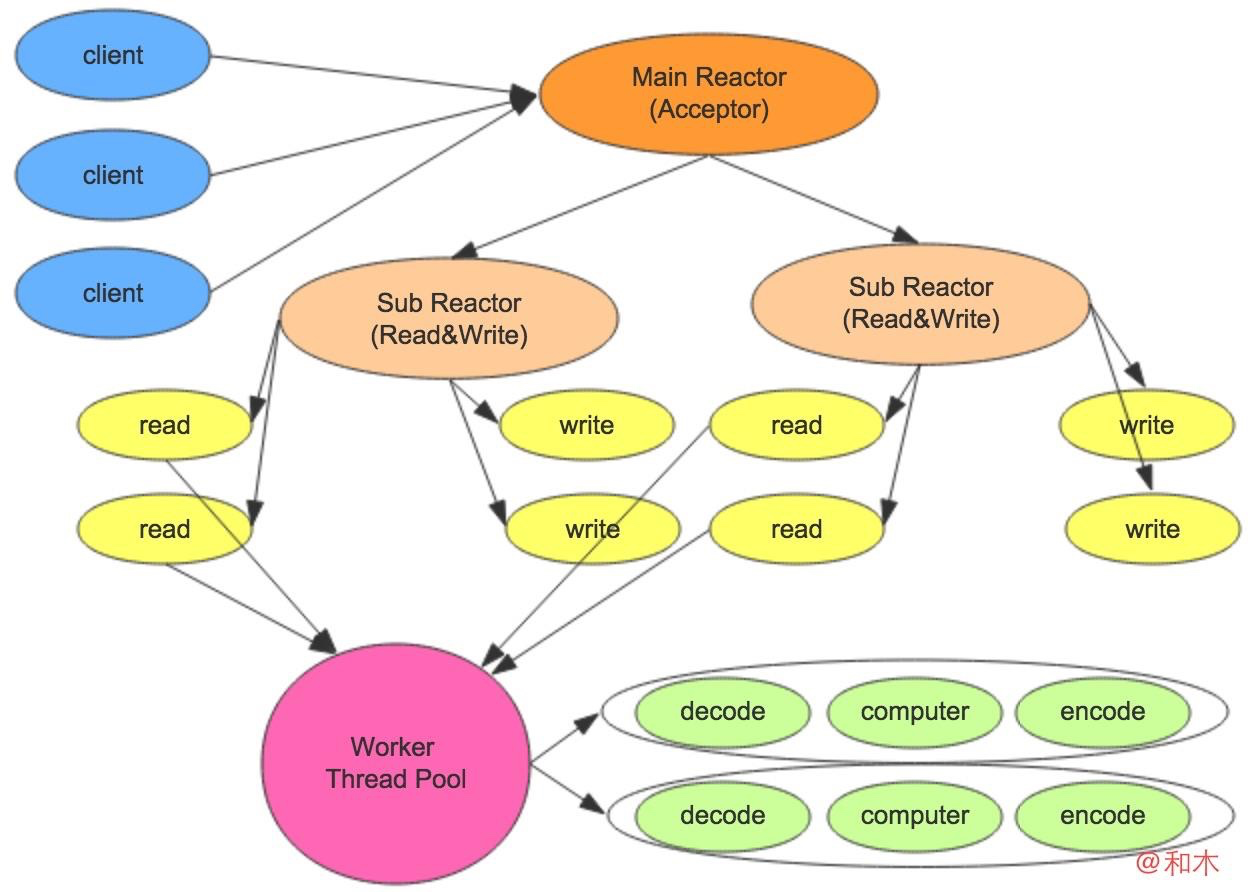 client
Main Reactor
(Acceptor)
client
client
Sub Reactor
(Read&Write)
Sub Reactor
(Read&Write)
read
write
read
write
read
write
read
write
Worker
Thread Pool
decode
computer
encode
decode
computer
encode
@和木